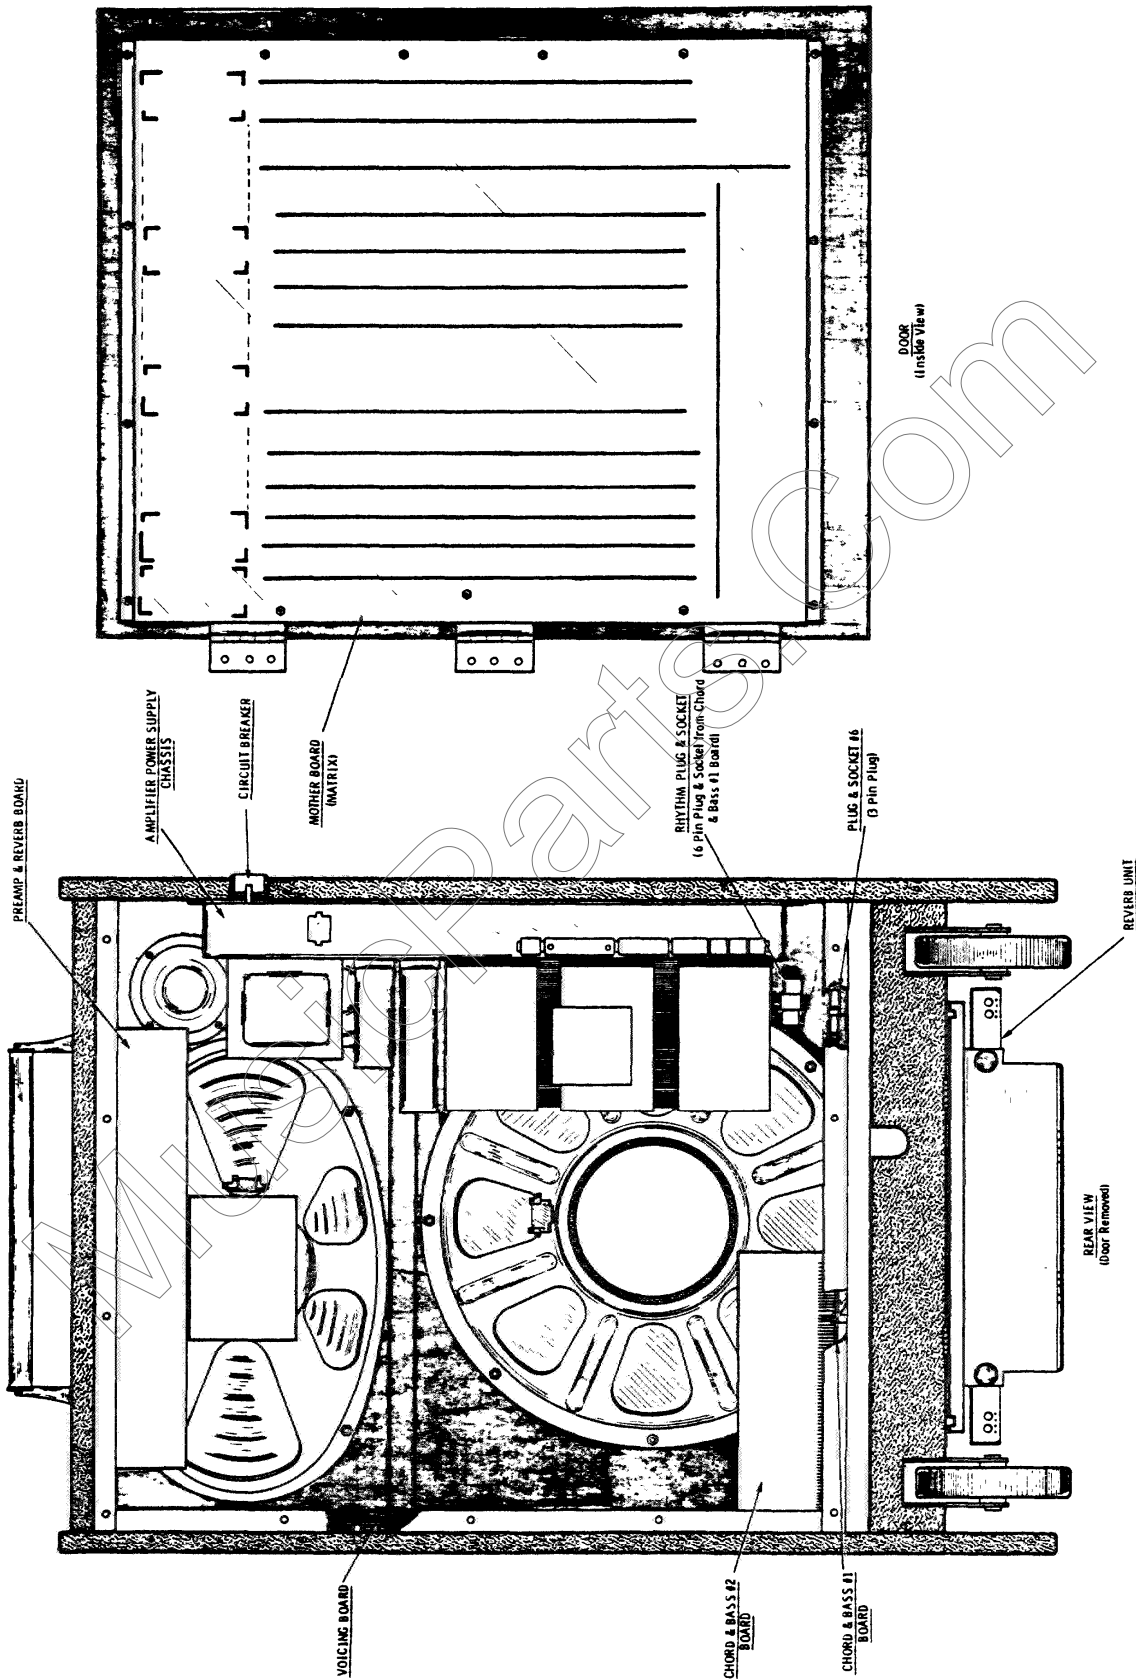 PREAMP & REVERB BOARD
AMPLIFIER POWER SUPPLY
CHASSIS
CIRCUIT BREAKER
MOTHER BOARD
(MATRIX)
RHYTHM PLUG & SOCKET
(6 Pin Plug & Socket from Chord
& Bass #1 Board)
PLUG & SOCKET #6
(3 Pin Plug)
REVERB UNIT
DOOR
(Inside View)
VOICING BOARD
CHORD & BASS #2
BOARD
CHORD & BASS #1
BOARD
REAR VIEW
(Door Removed)
MusicParts.Com